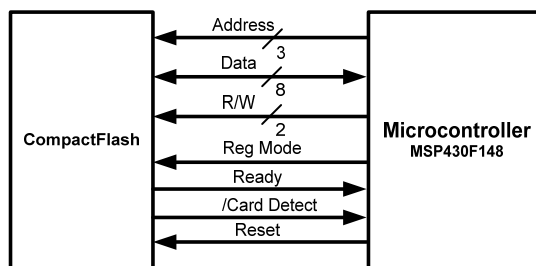 Address
3
Data
8
R/W
2
CompactFlash
Microcontroller
MSP430F148
Reg Mode
Ready
/Card Detect
Reset